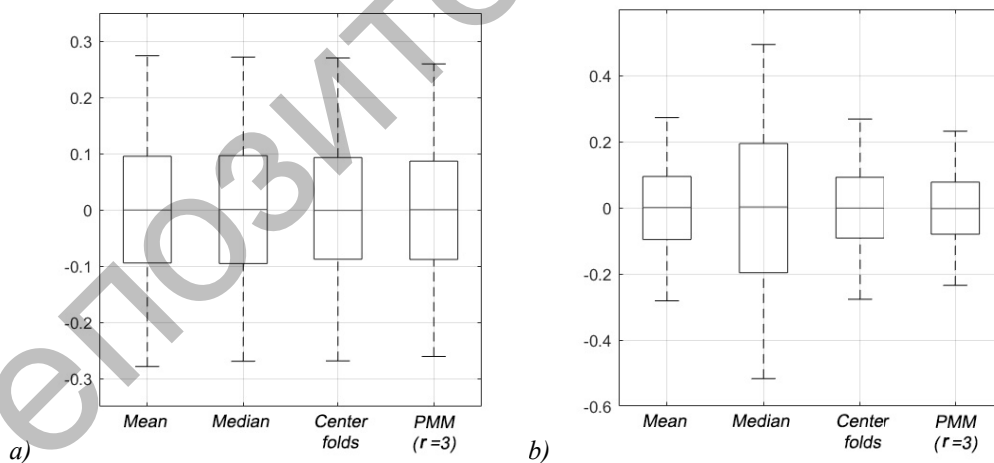 0.3
0.2
0.1
0
-0.1
-0.2
-0.3
Mean Median Center folds PMM (r=3)
a)
0.4
0.2
0
-0.2
-0.4
-0.6
Mean Median Center folds PMM (r=3)
b)
епозито